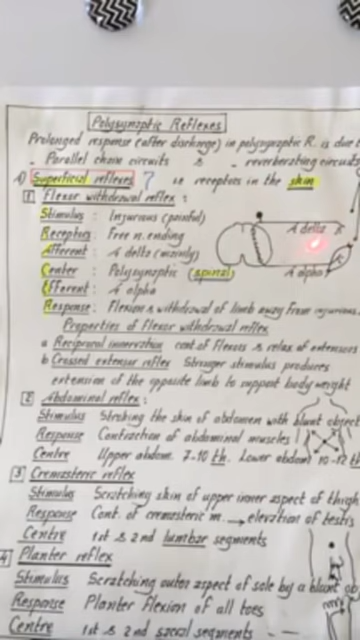 Polysynaptic Reflexes
Prolonged response (after discharge) in polysynaptic R. is due
- Parallel chain circuits & - reverberating circuits
A) Superficial reflexes ? ie receptors in the skin
1 Flexor withdrawal reflex :
Stimulus : Injurous (painful)
Receptor : Free n. ending
Afferent : A delta (mainly)
Center : Polysynaptic (spinal)
Efferent : A alpha
Response : Flexion & withdrawal of limb away from injurious
A delta
A alpha
Properties of Flexor withdrawal reflex
a Reciprocal innervation cont of flexors & relax of extensors
b Crossed extensor reflex Stronger stimulus produces
extension of the opposite limb to support body weight
2 Abdominal reflex :
Stimulus Stroking the skin of abdomen with blunt object
Response Contraction of abdominal muscles
Centre Upper abdom. 7-10 th. Lower abdom 10-12 th
3 Cremasteric reflex
Stimulus Scratching skin of upper inner aspect of thigh
Response Cont. of cremasteric m. → elevation of testis
Centre 1st & 2nd lumbar segments
4 Planter reflex
Stimulus Scratching outer aspect of sole by a blunt ob
Response Planter flexion of all toes
Centre 1st & 2nd sacral segments